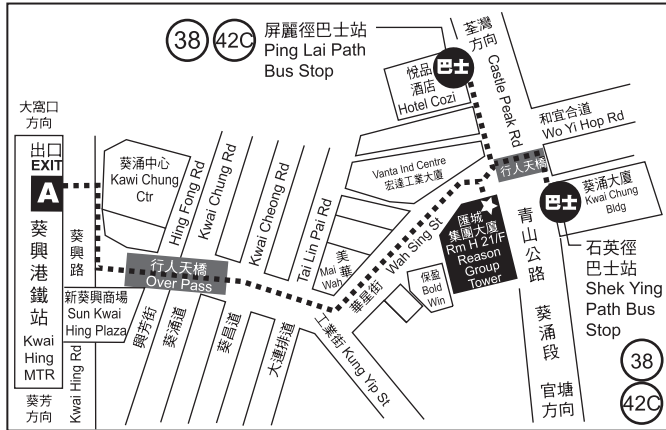 38
42C
屏麗徑巴士站
Ping Lai Path
Bus Stop
荃灣
方向
Castle Peak Rd
悅品
酒店
Hotel Cozi
巴士
和宜合道
Wo Yi Hop Rd
大窩口
方向
出口
EXIT
A
葵興港鐵站
Kwai
Hing
MTR
葵芳
方向
葵興路
Kwai Hing Rd
葵涌中心
Kawi Chung
Ctr
Hing Fong Rd
Kwai Chung Rd
Kwai Cheong Rd
Tai Lin Pai Rd
Vanta Ind Centre
宏達工業大廈
行人天橋
Over Pass
新葵興商場
Sun Kwai
Hing Plaza
興芳街
葵涌道
葵昌道
大連排道
美華
Mai
Wah
華星街
Wah Sing St
工業街 Kung Yip St
保盈
Bold
Win
匯城
集團大廈
Rm H 21/F
Reason
Group
Tower
行人天橋
巴士
葵涌大廈
Kwai Chung
Bldg
青山公路
葵涌段
官塘
方向
石英徑
巴士站
Shek Ying
Path Bus
Stop
38
42C